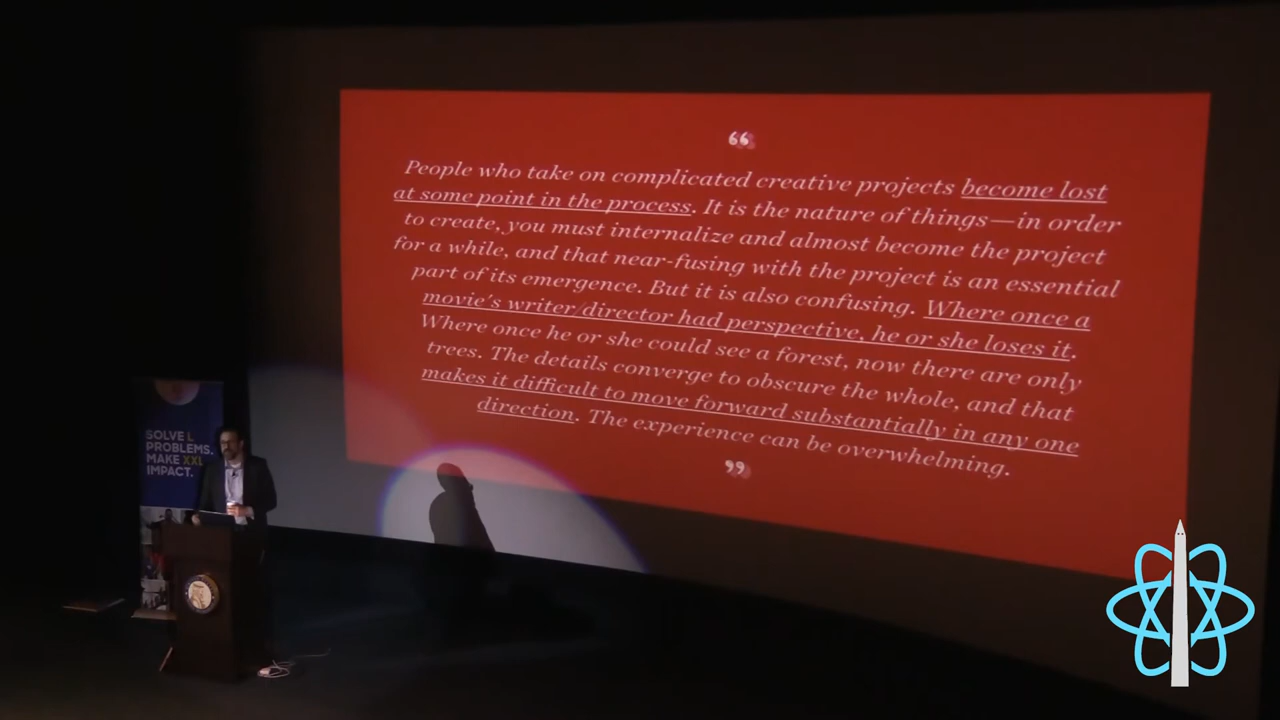 “
People who take on complicated creative projects become lost
at some point in the process. It is the nature of things—in order
to create, you must internalize and almost become the project
for a while, and that near-fusing with the project is an essential
part of its emergence. But it is also confusing. Where once a
movie’s writer/director had perspective, he or she loses it.
Where once he or she could see a forest, now there are only
trees. The details converge to obscure the whole, and that
makes it difficult to move forward substantially in any one
direction. The experience can be overwhelming.
”
SOLVE L
PROBLEMS.
MAKE XXL
IMPACT.